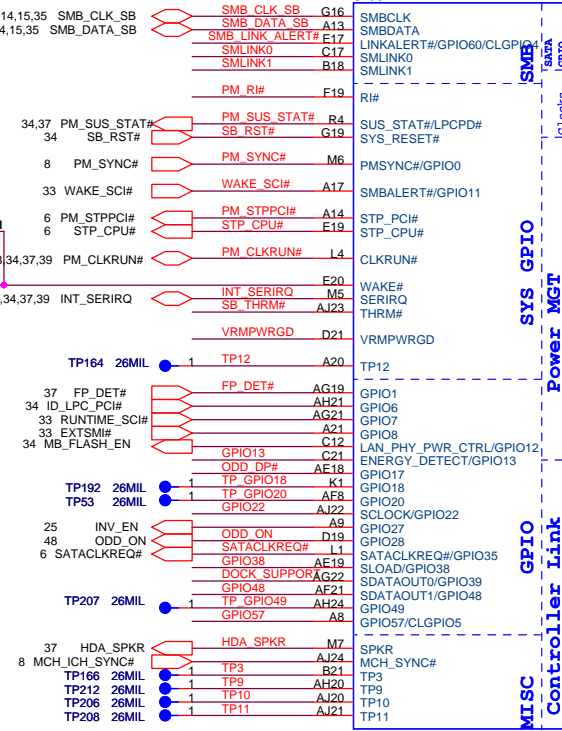 14,15,35 SMB_CLK_SB SMB_CLK_SB G16 SMBCLK
4,15,35 SMB_DATA_SB SMB_DATA_SB A13 SMBDATA
SMB_LINK_ALERT# E17 LINKALERT#/GPIO60/CLGPIO4
SMLINK0 C17 SMLINK0
SMLINK1 B18 SMLINK1
SMB
SATA
GPIO
PM_RI# F19 RI#
Clocks
34,37 PM_SUS_STAT# PM_SUS_STAT# R4 SUS_STAT#/LPCPD#
34 SB_RST# SB_RST# G19 SYS_RESET#
8 PM_SYNC# PM_SYNC# M6 PMSYNC#/GPIO0
33 WAKE_SCI# WAKE_SCI# A17 SMBALERT#/GPIO11
6 PM_STPPCI# PM_STPPCI# A14 STP_PCI#
6 STP_CPU# STP_CPU# E19 STP_CPU#
34,37,39 PM_CLKRUN# PM_CLKRUN# L4 CLKRUN#
E20 WAKE#
,34,37,39 INT_SERIRQ INT_SERIRQ M5 SERIRQ
SB_THRM# AJ23 THRM#
VRMPWRGD D21 VRMPWRGD
TP164 26MIL 1 TP12 A20 TP12
SYS GPIO
Power MGT
37 FP_DET# FP_DET# AG19 GPIO1
34 ID_LPC_PCI# AH21 GPIO6
33 RUNTIME_SCI# AG21 GPIO7
33 EXTSMI# A21 GPIO8
34 MB_FLASH_EN C12 LAN_PHY_PWR_CTRL/GPIO12
GPIO13 C21 ENERGY_DETECT/GPIO13
ODD_DP# AE18 GPIO17
TP192 26MIL 1 TP_GPIO18 K1 GPIO18
TP53 26MIL 1 TP_GPIO20 AF8 GPIO20
GPIO22 AJ22 SCLOCK/GPIO22
25 INV_EN A9 GPIO27
48 ODD_ON ODD_ON D19 GPIO28
6 SATACLKREQ# SATACLKREQ# L1 SATACLKREQ#/GPIO35
GPIO38 AE19 SLOAD/GPIO38
DOCK_SUPPORT AG22 SDATAOUT0/GPIO39
GPIO48 AF21 SDATAOUT1/GPIO48
TP207 26MIL 1 TP_GPIO49 AH24 GPIO49
GPIO57 A8 GPIO57/CLGPIO5
GPIO
Controller Link
37 HDA_SPKR HDA_SPKR M7 SPKR
8 MCH_ICH_SYNC# AJ24 MCH_SYNC#
TP166 26MIL 1 TP3 B21 TP3
TP212 26MIL 1 TP9 AH20 TP9
TP206 26MIL 1 TP10 AJ20 TP10
TP208 26MIL 1 TP11 AJ21 TP11
MISC